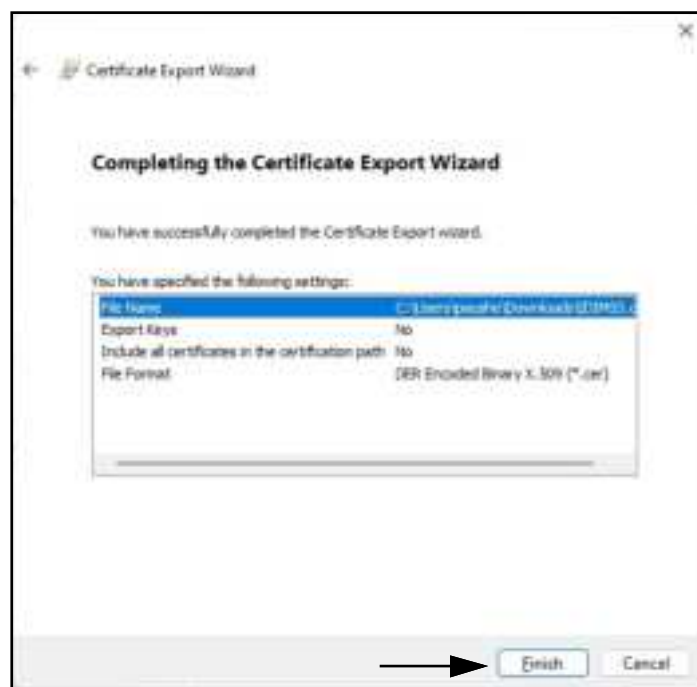 Certificate Export Wizard
Completing the Certificate Export Wizard
You have successfully completed the Certificate Export wizard.
You have specified the following settings:
File Name
Export Keys No
Include all certificates in the certification path No
File Format DER Encoded Binary X.509 (*.cer)
Finish Cancel